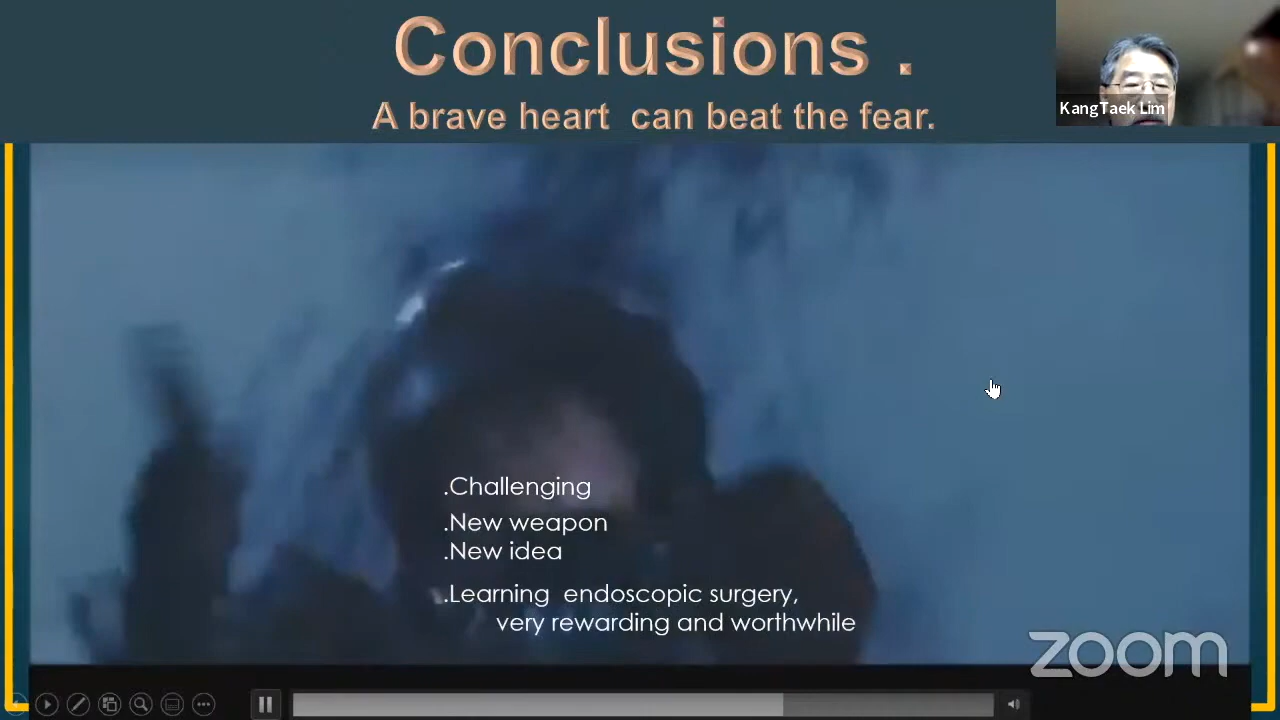 Conclusions .
A brave heart can beat the fear.
KangTaek Lim
.Challenging
.New weapon
.New idea
.Learning endoscopic surgery,
very rewarding and worthwhile
zoom